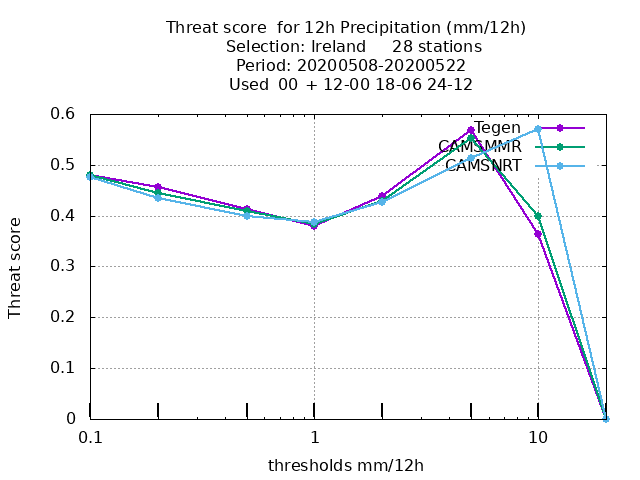 Threat score  for 12h Precipitation (mm/12h)
Selection: Ireland     28 stations
Period: 20200508-20200522
Used  00  + 12-00 18-06 24-12
Tegen
CAMSMMR
CAMSNRT
Threat score
0.6
0.5
0.4
0.3
0.2
0.1
0
0.1 1 10
thresholds mm/12h